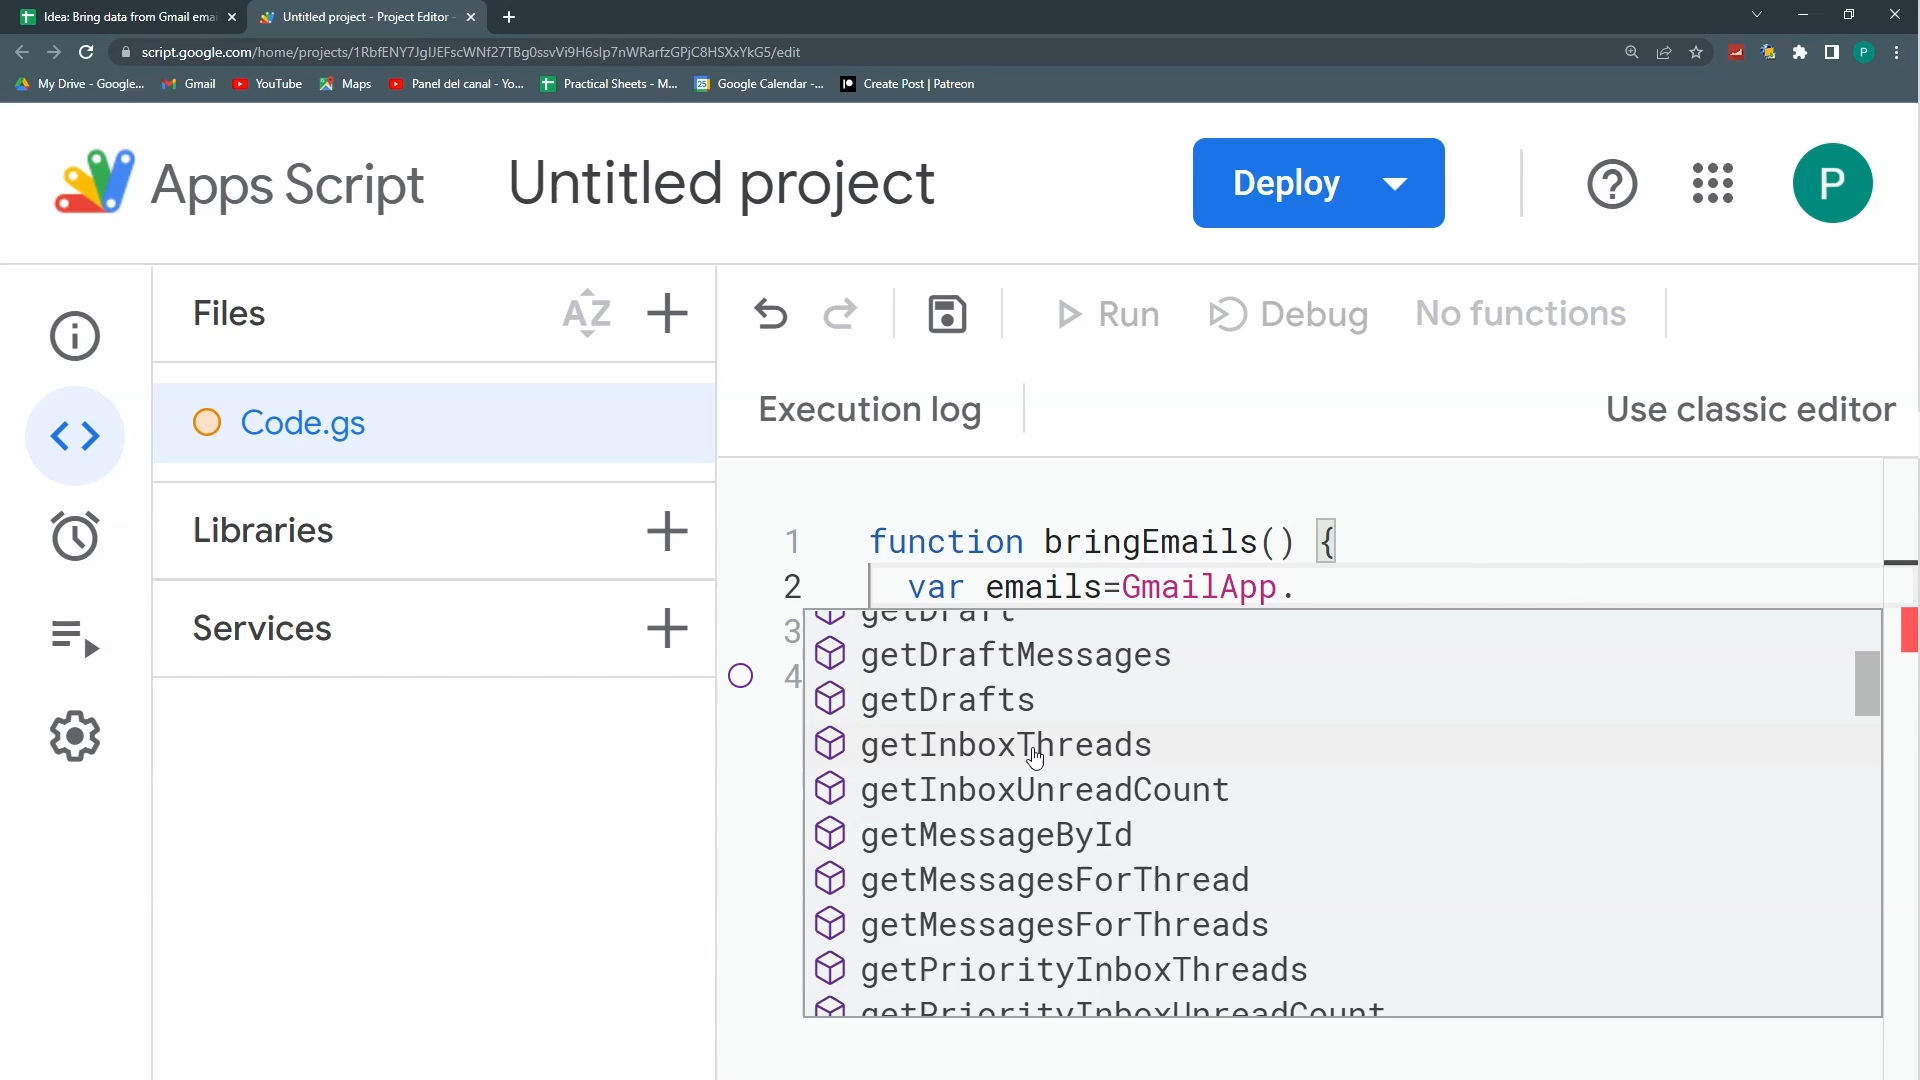 Idea: Bring data from Gmail emai
Untitled project - Project Editor -
script.google.com/home/projects/1RbfENY7JgIJEFscWNf27TBg0ssvVi9H6slp7nWRarfzGPjC8HSXxYkG5/edit
P
My Drive - Google...
Gmail
YouTube
Maps
Panel del canal - Yo...
Practical Sheets - M...
Google Calendar -...
Create Post | Patreon
Apps Script
Untitled project
Deploy
P
Files
AZ
Run
Debug
No functions
Code.gs
Execution log
Use classic editor
Libraries
Services
1 function bringEmails() {
2 var emails=GmailApp.
3
4
getDraft
getDraftMessages
getDrafts
getInboxThreads
getInboxUnreadCount
getMessageById
getMessagesForThread
getMessagesForThreads
getPriorityInboxThreads
getPriorityInboxUnreadCount